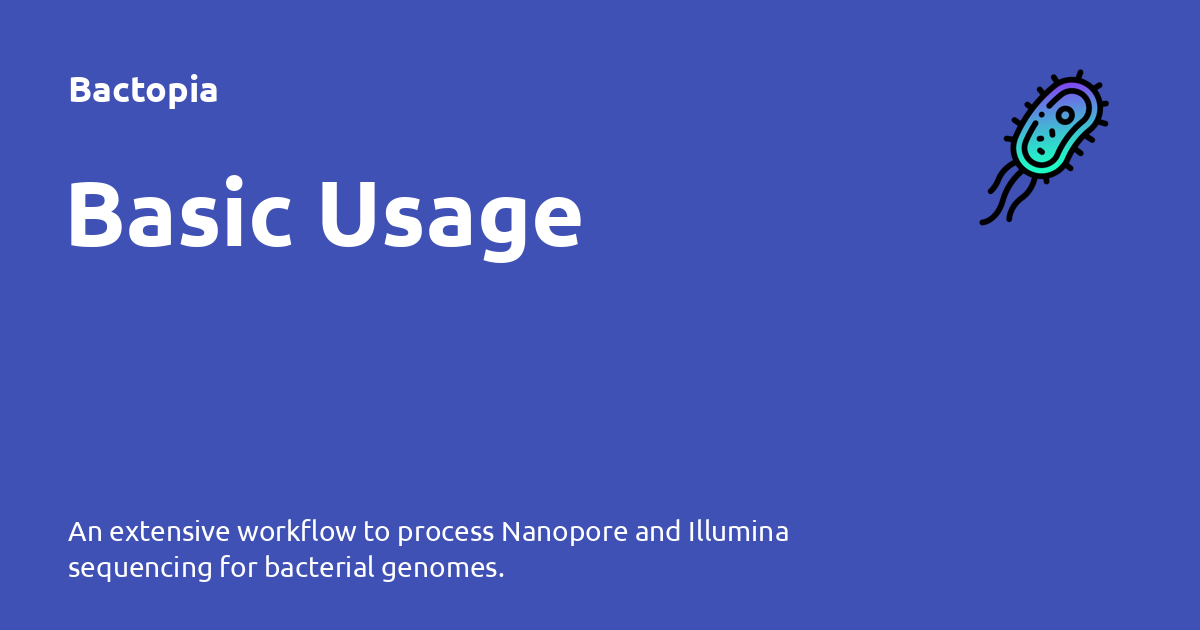 Bactopia
Basic Usage
An extensive workflow to process Nanopore and Illumina
sequencing for bacterial genomes.